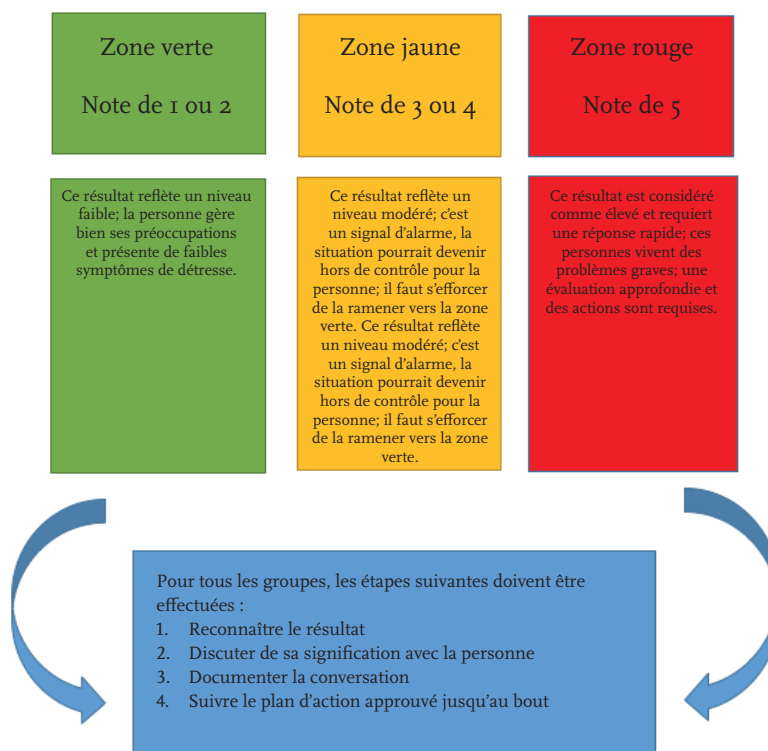 Zone verte
Note de 1 ou 2
Zone jaune
Note de 3 ou 4
Zone rouge
Note de 5
Ce résultat reflète un niveau
faible; la personne gère
bien ses préoccupations
et présente de faibles
symptômes de détresse.
Ce résultat reflète un
niveau modéré; c’est
un signal d’alarme, la
situation pourrait devenir
hors de contrôle pour la
personne; il faut s’efforcer
de la ramener vers la zone
verte. Ce résultat reflète
un niveau modéré; c’est
un signal d’alarme, la
situation pourrait devenir
hors de contrôle pour la
personne; il faut s’efforcer
de la ramener vers la zone
verte.
Ce résultat est considéré
comme élevé et requiert
une réponse rapide; ces
personnes vivent des
problèmes graves; une
évaluation approfondie et
des actions sont requises.
Pour tous les groupes, les étapes suivantes doivent être
effectuées :
1. Reconnaître le résultat
2. Discuter de sa signification avec la personne
3. Documenter la conversation
4. Suivre le plan d’action approuvé jusqu’au bout